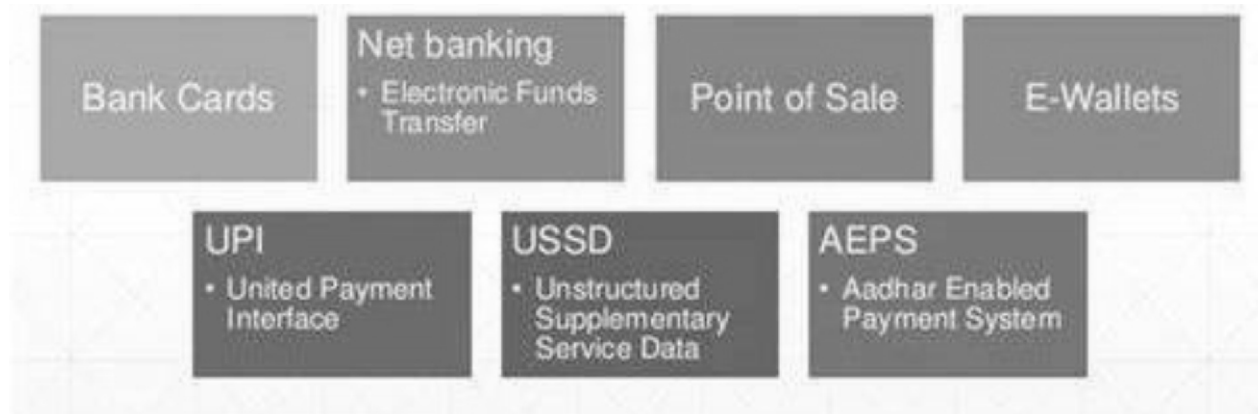 Bank Cards
Net banking
• Electronic Funds
Transfer
Point of Sale
E-Wallets
UPI
• United Payment
Interface
USSD
• Unstructured
Supplementary
Service Data
AEPS
• Aadhar Enabled
Payment System